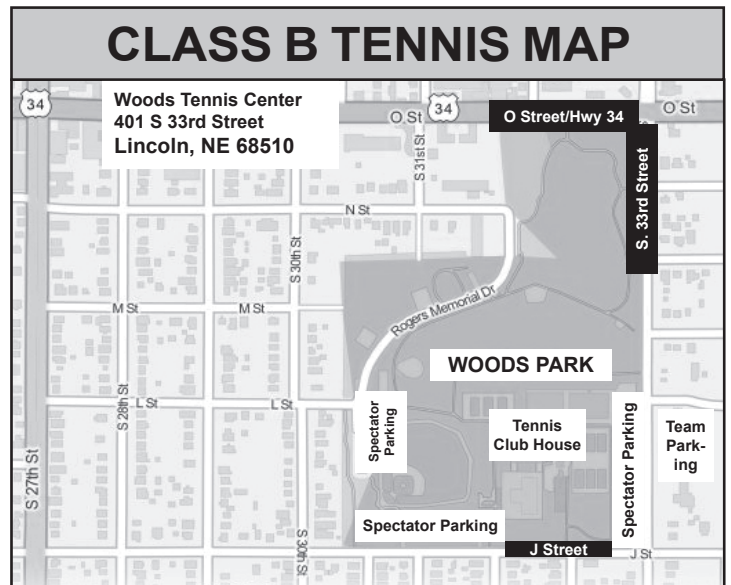 CLASS B TENNIS MAP
34
Woods Tennis Center
401 S 33rd Street
Lincoln, NE 68510
O St
34
O Street/Hwy 34
O St
S 31st St
S. 33rd Street
N St
S 30th St
M St
M St
Rogers Memorial Dr
WOODS PARK
S 28th St
L St
L St
Spectator
Parking
Tennis
Club House
Spectator Parking
Team
Park-
ing
S 27th St
S 30th St
Spectator Parking
J Street
J St